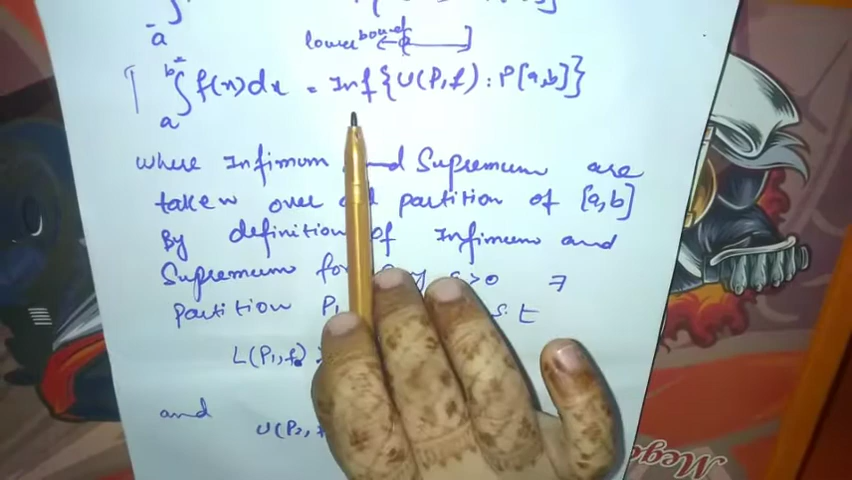 a
lower bound
b
∫ f(x)dx = Inf{U(P,f) : P[a,b]}
a
where Infimum and Supremum are
taken over all partition of [a,b]
By definition of Infimum and
Supremum for >0 ∃
Partition P1 s.t
L(P1,f)
and
U(P2,
Mega